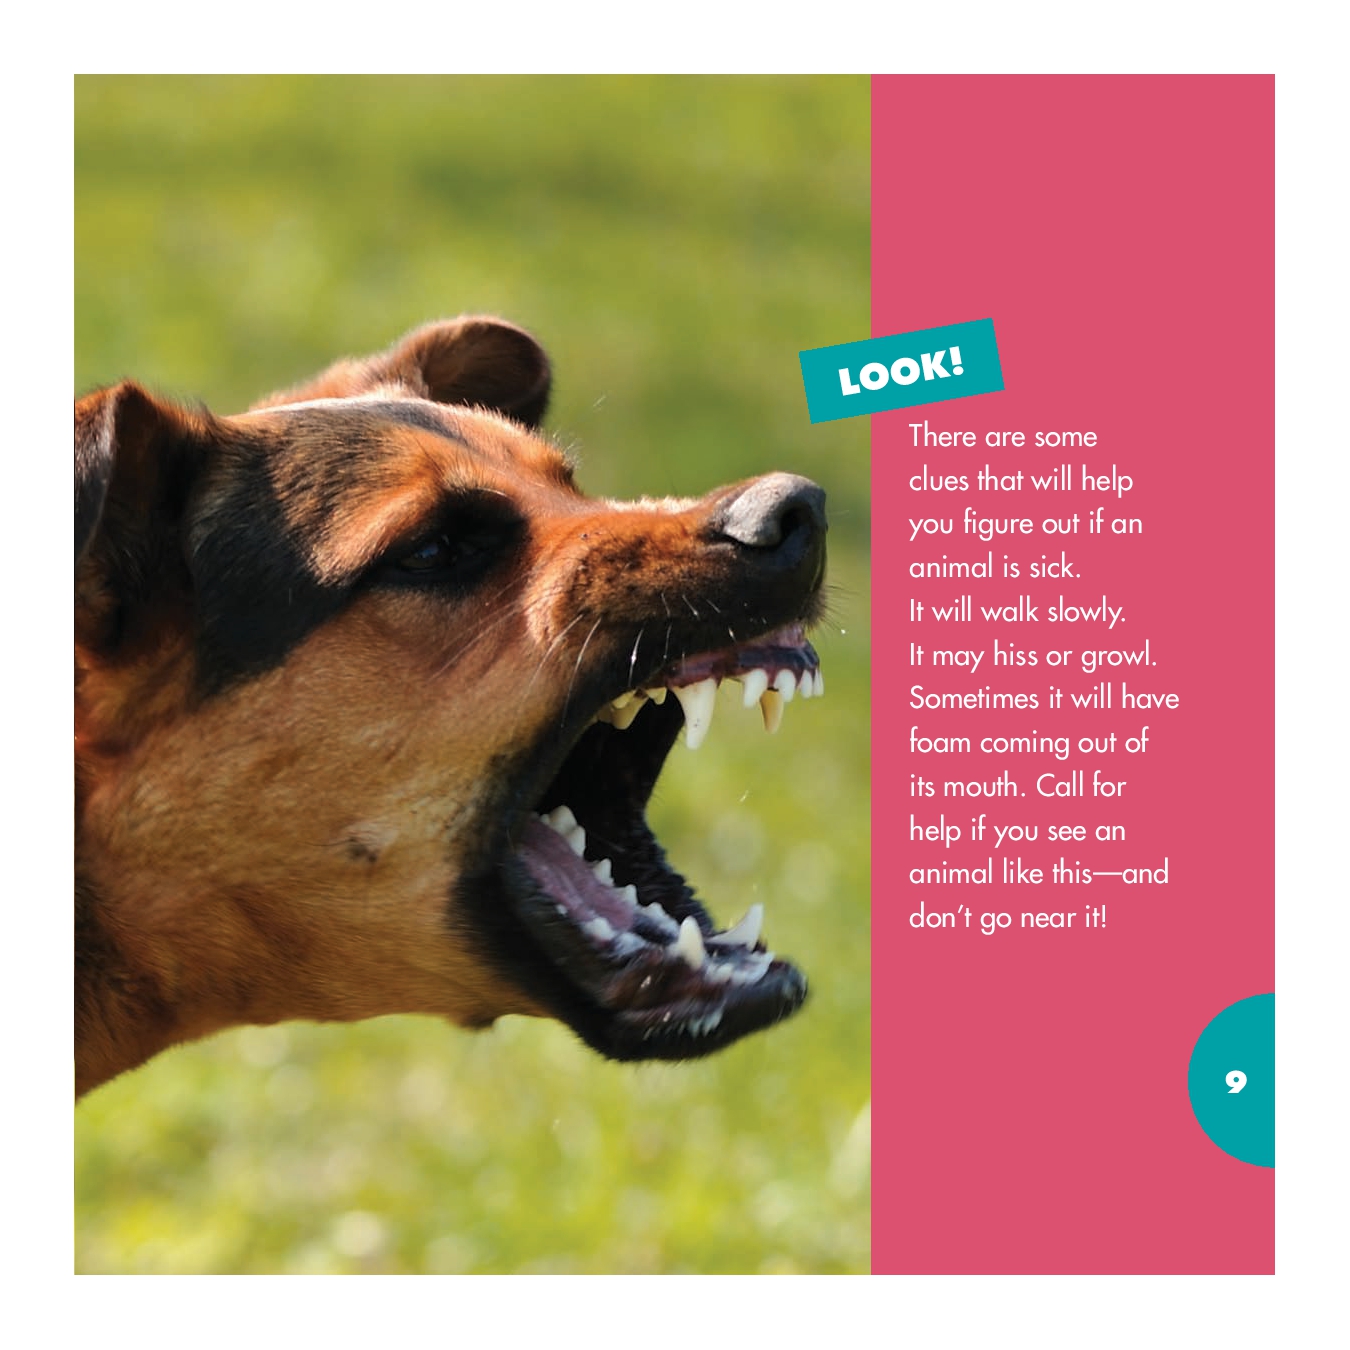 LOOK!
There are some
clues that will help
you figure out if an
animal is sick.
It will walk slowly.
It may hiss or growl.
Sometimes it will have
foam coming out of
its mouth. Call for
help if you see an
animal like this—and
don’t go near it!
9